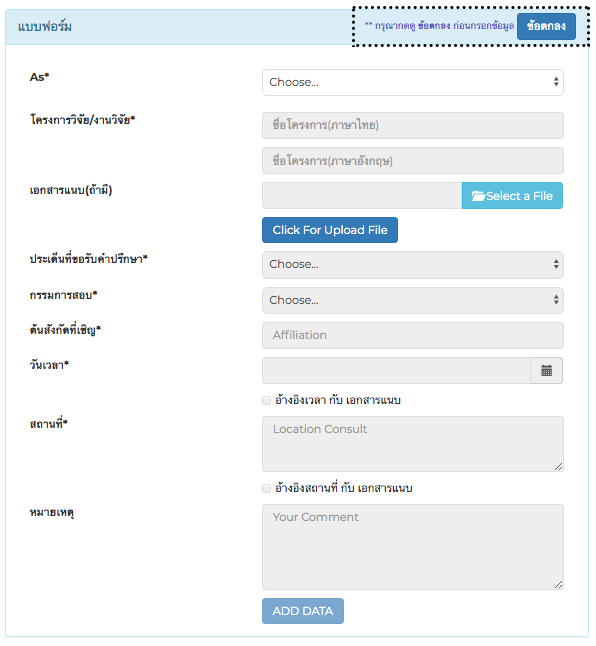 แบบฟอร์ม
** กรุณากดดู ข้อตกลง ก่อนกรอกข้อมูล ข้อตกลง
As*
Choose...
โครงการวิจัย/งานวิจัย*
ชื่อโครงการ(ภาษาไทย)
ชื่อโครงการ(ภาษาอังกฤษ)
เอกสารแนบ(ถ้ามี)
Select a File
Click For Upload File
ประเด็นที่ขอรับคำปรึกษา*
Choose...
กรรมการสอบ*
Choose...
ต้นสังกัดที่เชิญ*
Affiliation
วันเวลา*
อ้างอิงเวลา กับ เอกสารแนบ
สถานที่*
Location Consult
อ้างอิงสถานที่ กับ เอกสารแนบ
หมายเหตุ
Your Comment
ADD DATA